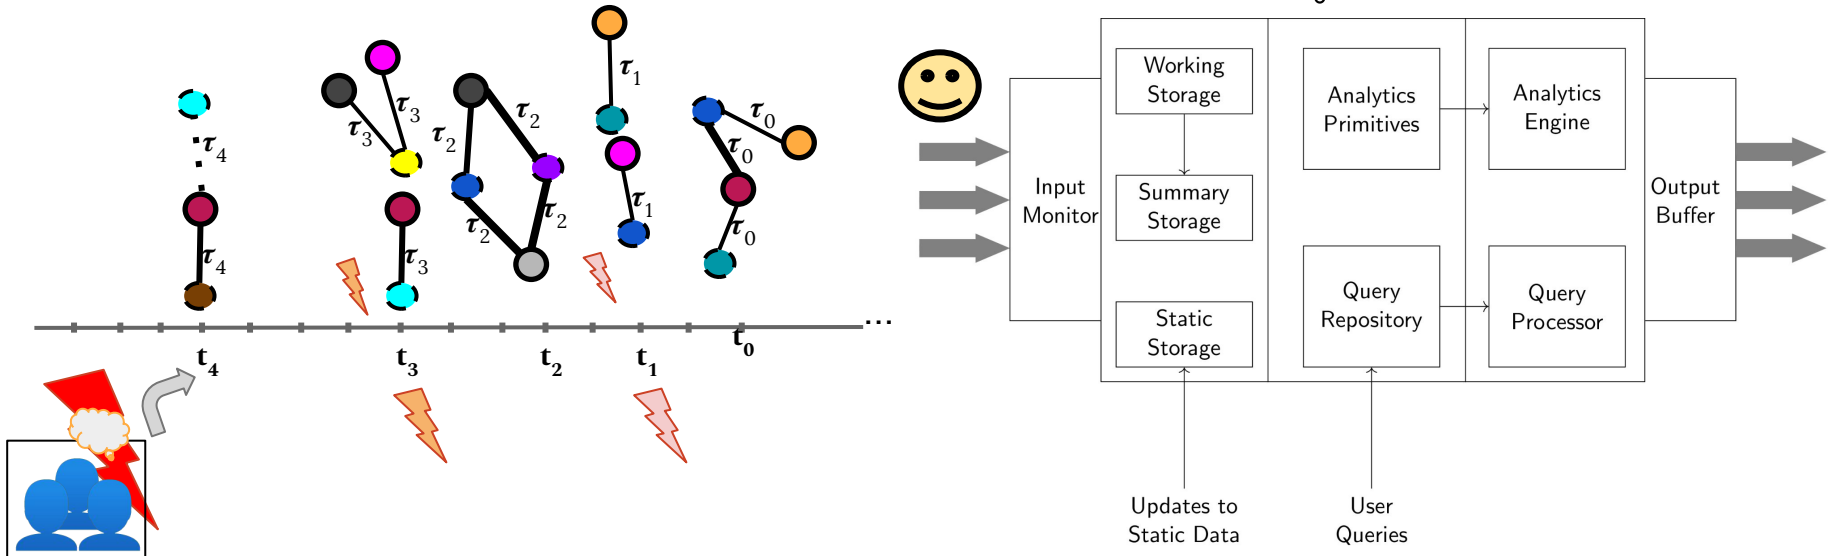 τ4
τ4
τ3
τ3
τ3
τ2
τ2
τ2
τ2
τ1
τ1
τ0
τ0
τ0
...
t4
t3
t2
t1
t0
Input
Monitor
Working
Storage
Summary
Storage
Static
Storage
Analytics
Primitives
Analytics
Engine
Query
Repository
Query
Processor
Output
Buffer
Updates to
Static Data
User
Queries